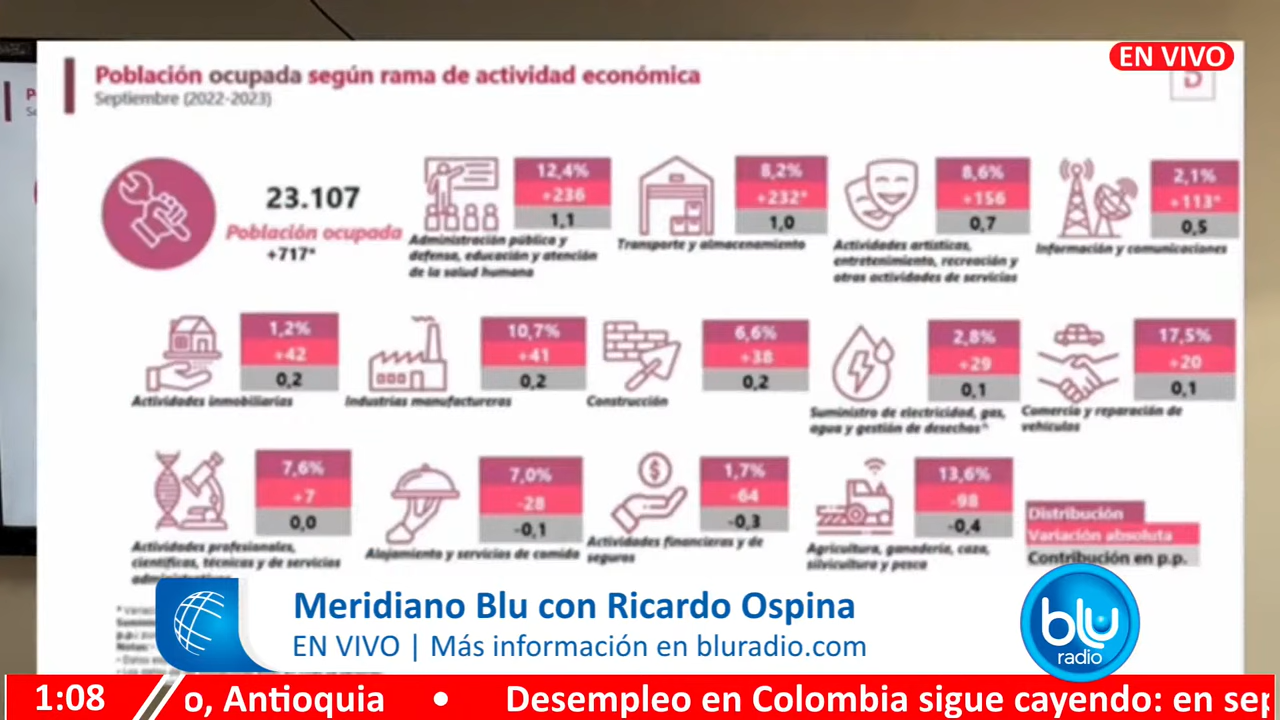 EN VIVO
Población ocupada según rama de actividad económica
Septiembre (2022-2023)
23.107
Población ocupada
+717*
12,4%
+236
1,1
Administración pública y
defensa, educación y atención
de la salud humana
8,2%
+232*
1,0
Transporte y almacenamiento
8,6%
+156
0,7
Actividades artísticas,
entretenimiento, recreación y
otras actividades de servicios
2,1%
+113*
0,5
Información y comunicaciones
1,2%
+42
0,2
Actividades inmobiliarias
10,7%
+41
0,2
Industrias manufactureras
6,6%
+38
0,2
Construcción
2,8%
+29
0,1
Suministro de electricidad, gas,
agua y gestión de desechos^
17,5%
+20
0,1
Comercio y reparación de
vehículos
7,6%
+7
0,0
Actividades profesionales,
científicas, técnicas y de servicios
administrativos
7,0%
-28
-0,1
Alojamiento y servicios de comida
1,7%
-64
-0,3
Actividades financieras y de
seguros
13,6%
-98
-0,4
Agricultura, ganadería, caza,
silvicultura y pesca
Distribución
Variación absoluta
Contribución en p.p.
Meridiano Blu con Ricardo Ospina
EN VIVO | Más información en bluradio.com
blu
radio
1:08
o, Antioquia • Desempleo en Colombia sigue cayendo: en sep